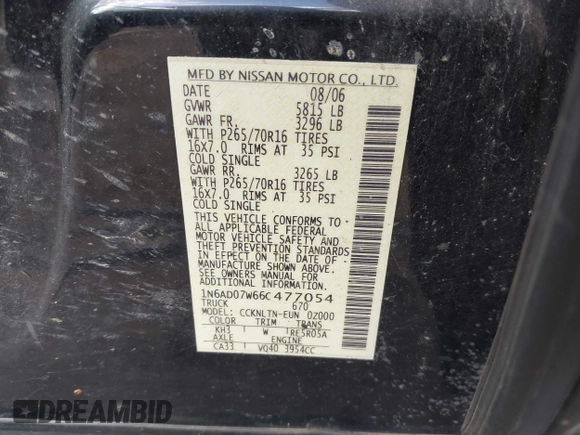 MFD BY NISSAN MOTOR CO., LTD.
DATE 08/06
GVWR 5815 LB
GAWR FR. 3296 LB
WITH P265/70R16 TIRES
16X7.0 RIMS AT 35 PSI
COLD SINGLE
GAWR RR. 3265 LB
WITH P265/70R16 TIRES
16X7.0 RIMS AT 35 PSI
COLD SINGLE
THIS VEHICLE CONFORMS TO
ALL APPLICABLE FEDERAL
MOTOR VEHICLE SAFETY AND
THEFT PREVENTION STANDARDS
IN EFFECT ON THE DATE OF
MANUFACTURE SHOWN ABOVE.
SEE OWNERS MANUAL FOR
ADDITIONAL INFORMATION
1N6AD07W66C477054
TRUCK 670
MODEL: CCKNLTN-EUN 0Z000
COLOR TRIM TRANS
KH3 W RE5R05A
AXLE ENGINE
CA33 VQ40 3954CC
DREAMBID